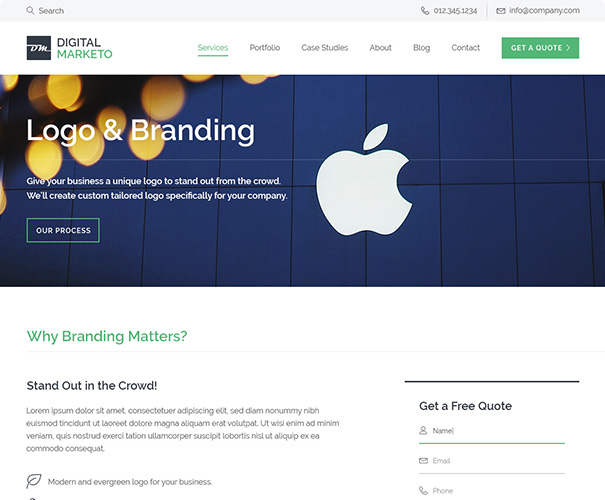 Search
012.345.1234
info@company.com
DM
DIGITAL
MARKETO
Services
Portfolio
Case Studies
About
Blog
Contact
GET A QUOTE
Logo & Branding
Give your business a unique logo to stand out from the crowd.
We'll create custom tailored logo specifically for your company.
OUR PROCESS
Why Branding Matters?
Stand Out in the Crowd!
Lorem ipsum dolor sit amet, consectetuer adipiscing elit, sed diam nonummy nibh
euismod tincidunt ut laoreet dolore magna aliquam erat volutpat. Ut wisi enim ad minim
veniam, quis nostrud exerci tation ullamcorper suscipit lobortis nisl ut aliquip ex ea
commodo consequat.
Modern and evergreen logo for your business.
Get a Free Quote
Name
Email
Phone